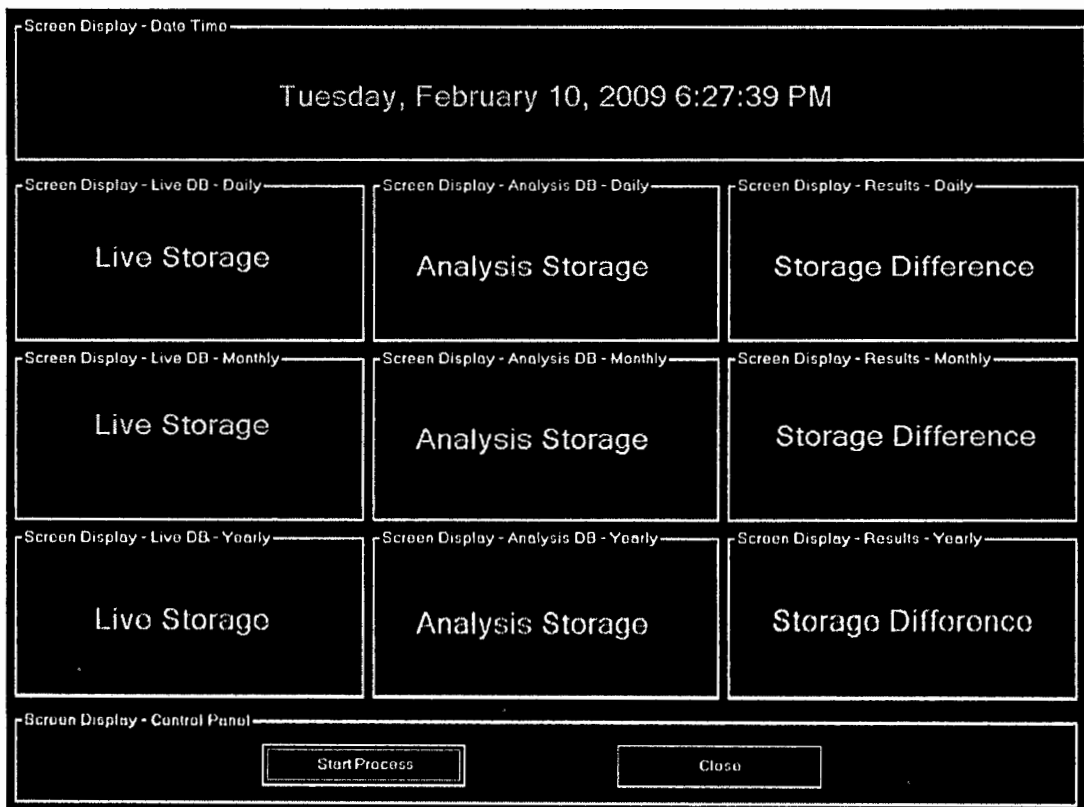 Screen Display - Date Time
Tuesday, February 10, 2009 6:27:39 PM
Screen Display - Live DB - Daily
Live Storage
Screen Display - Analysis DB - Daily
Analysis Storage
Screen Display - Results - Daily
Storage Difference
Screen Display - Live DB - Monthly
Live Storage
Screen Display - Analysis DB - Monthly
Analysis Storage
Screen Display - Results - Monthly
Storage Difference
Screen Display - Live DB - Yearly
Live Storage
Screen Display - Analysis DB - Yearly
Analysis Storage
Screen Display - Results - Yearly
Storage Difference
Screen Display - Control Panel
Start Process
Close